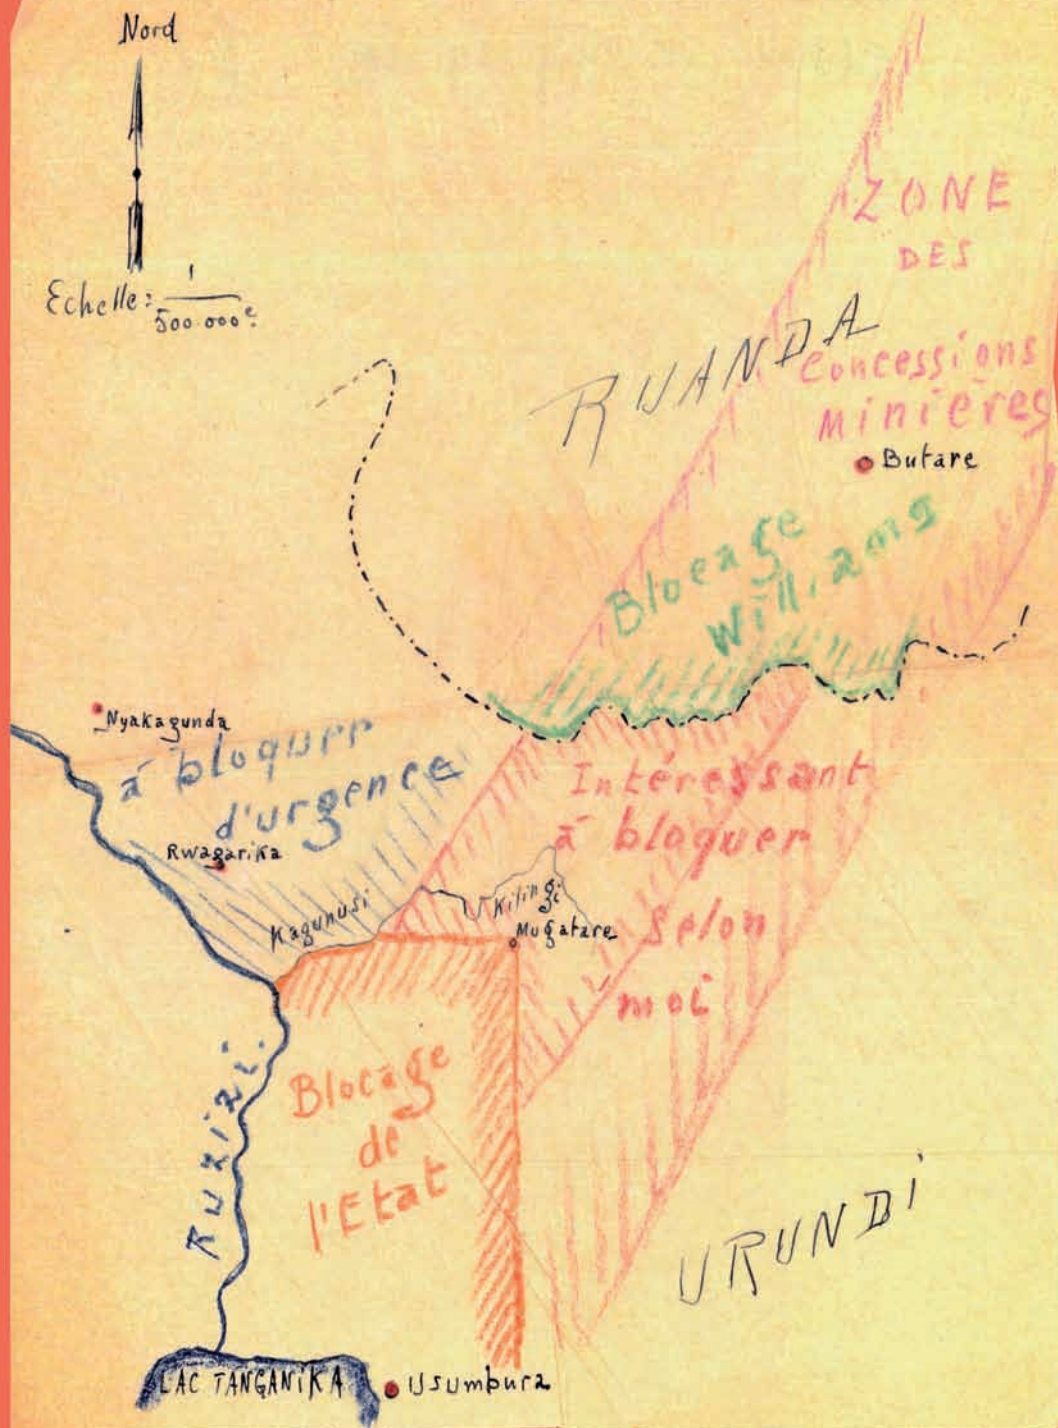 Nord
Echelle: 1/500.000e.
ZONE
DES
Concessions
Minières
RUANDA
Butare
Blocage
Williams
Nyakagunda
à bloquer
d'urgence
Rwagarika
Intéressant
à bloquer
selon
moi
Kagunusi
Kilingi
Mugatare
Blocage
de
l'Etat
Ruzizi.
URUNDI
LAC TANGANIKA
Usumbura